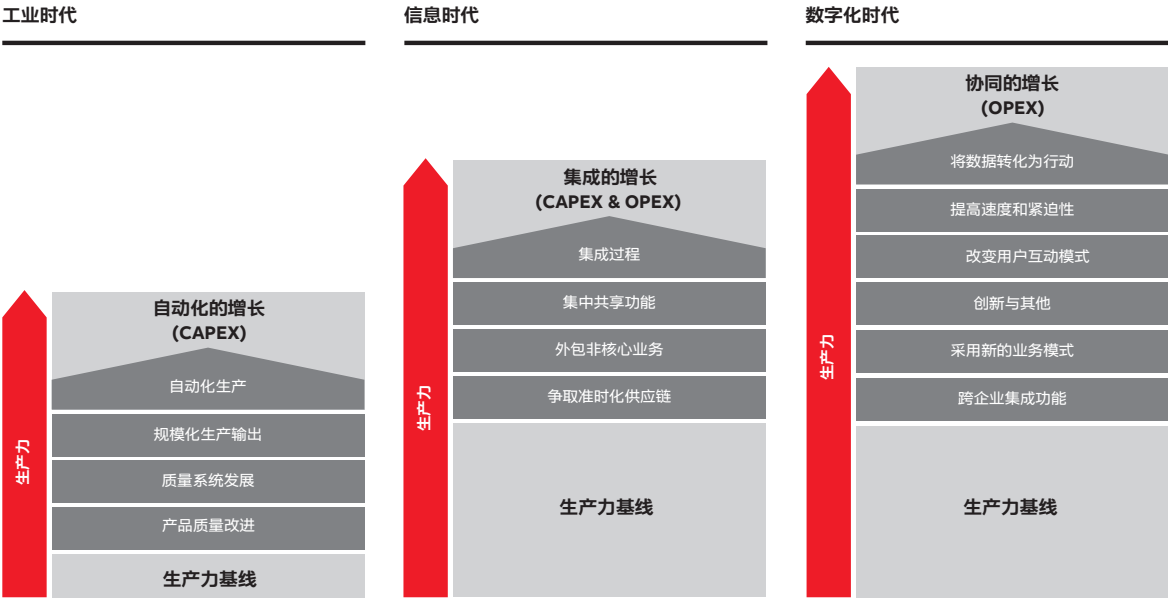 工业时代
自动化的增长
(CAPEX)
自动化生产
规模化生产输出
质量系统发展
产品质量改进
生产力基线
生产力
信息时代
集成的增长
(CAPEX & OPEX)
集成过程
集中共享功能
外包非核心业务
争取准时化供应链
生产力基线
生产力
数字化时代
协同的增长
(OPEX)
将数据转化为行动
提高速度和紧迫性
改变用户互动模式
创新与其他
采用新的业务模式
跨企业集成功能
生产力基线
生产力